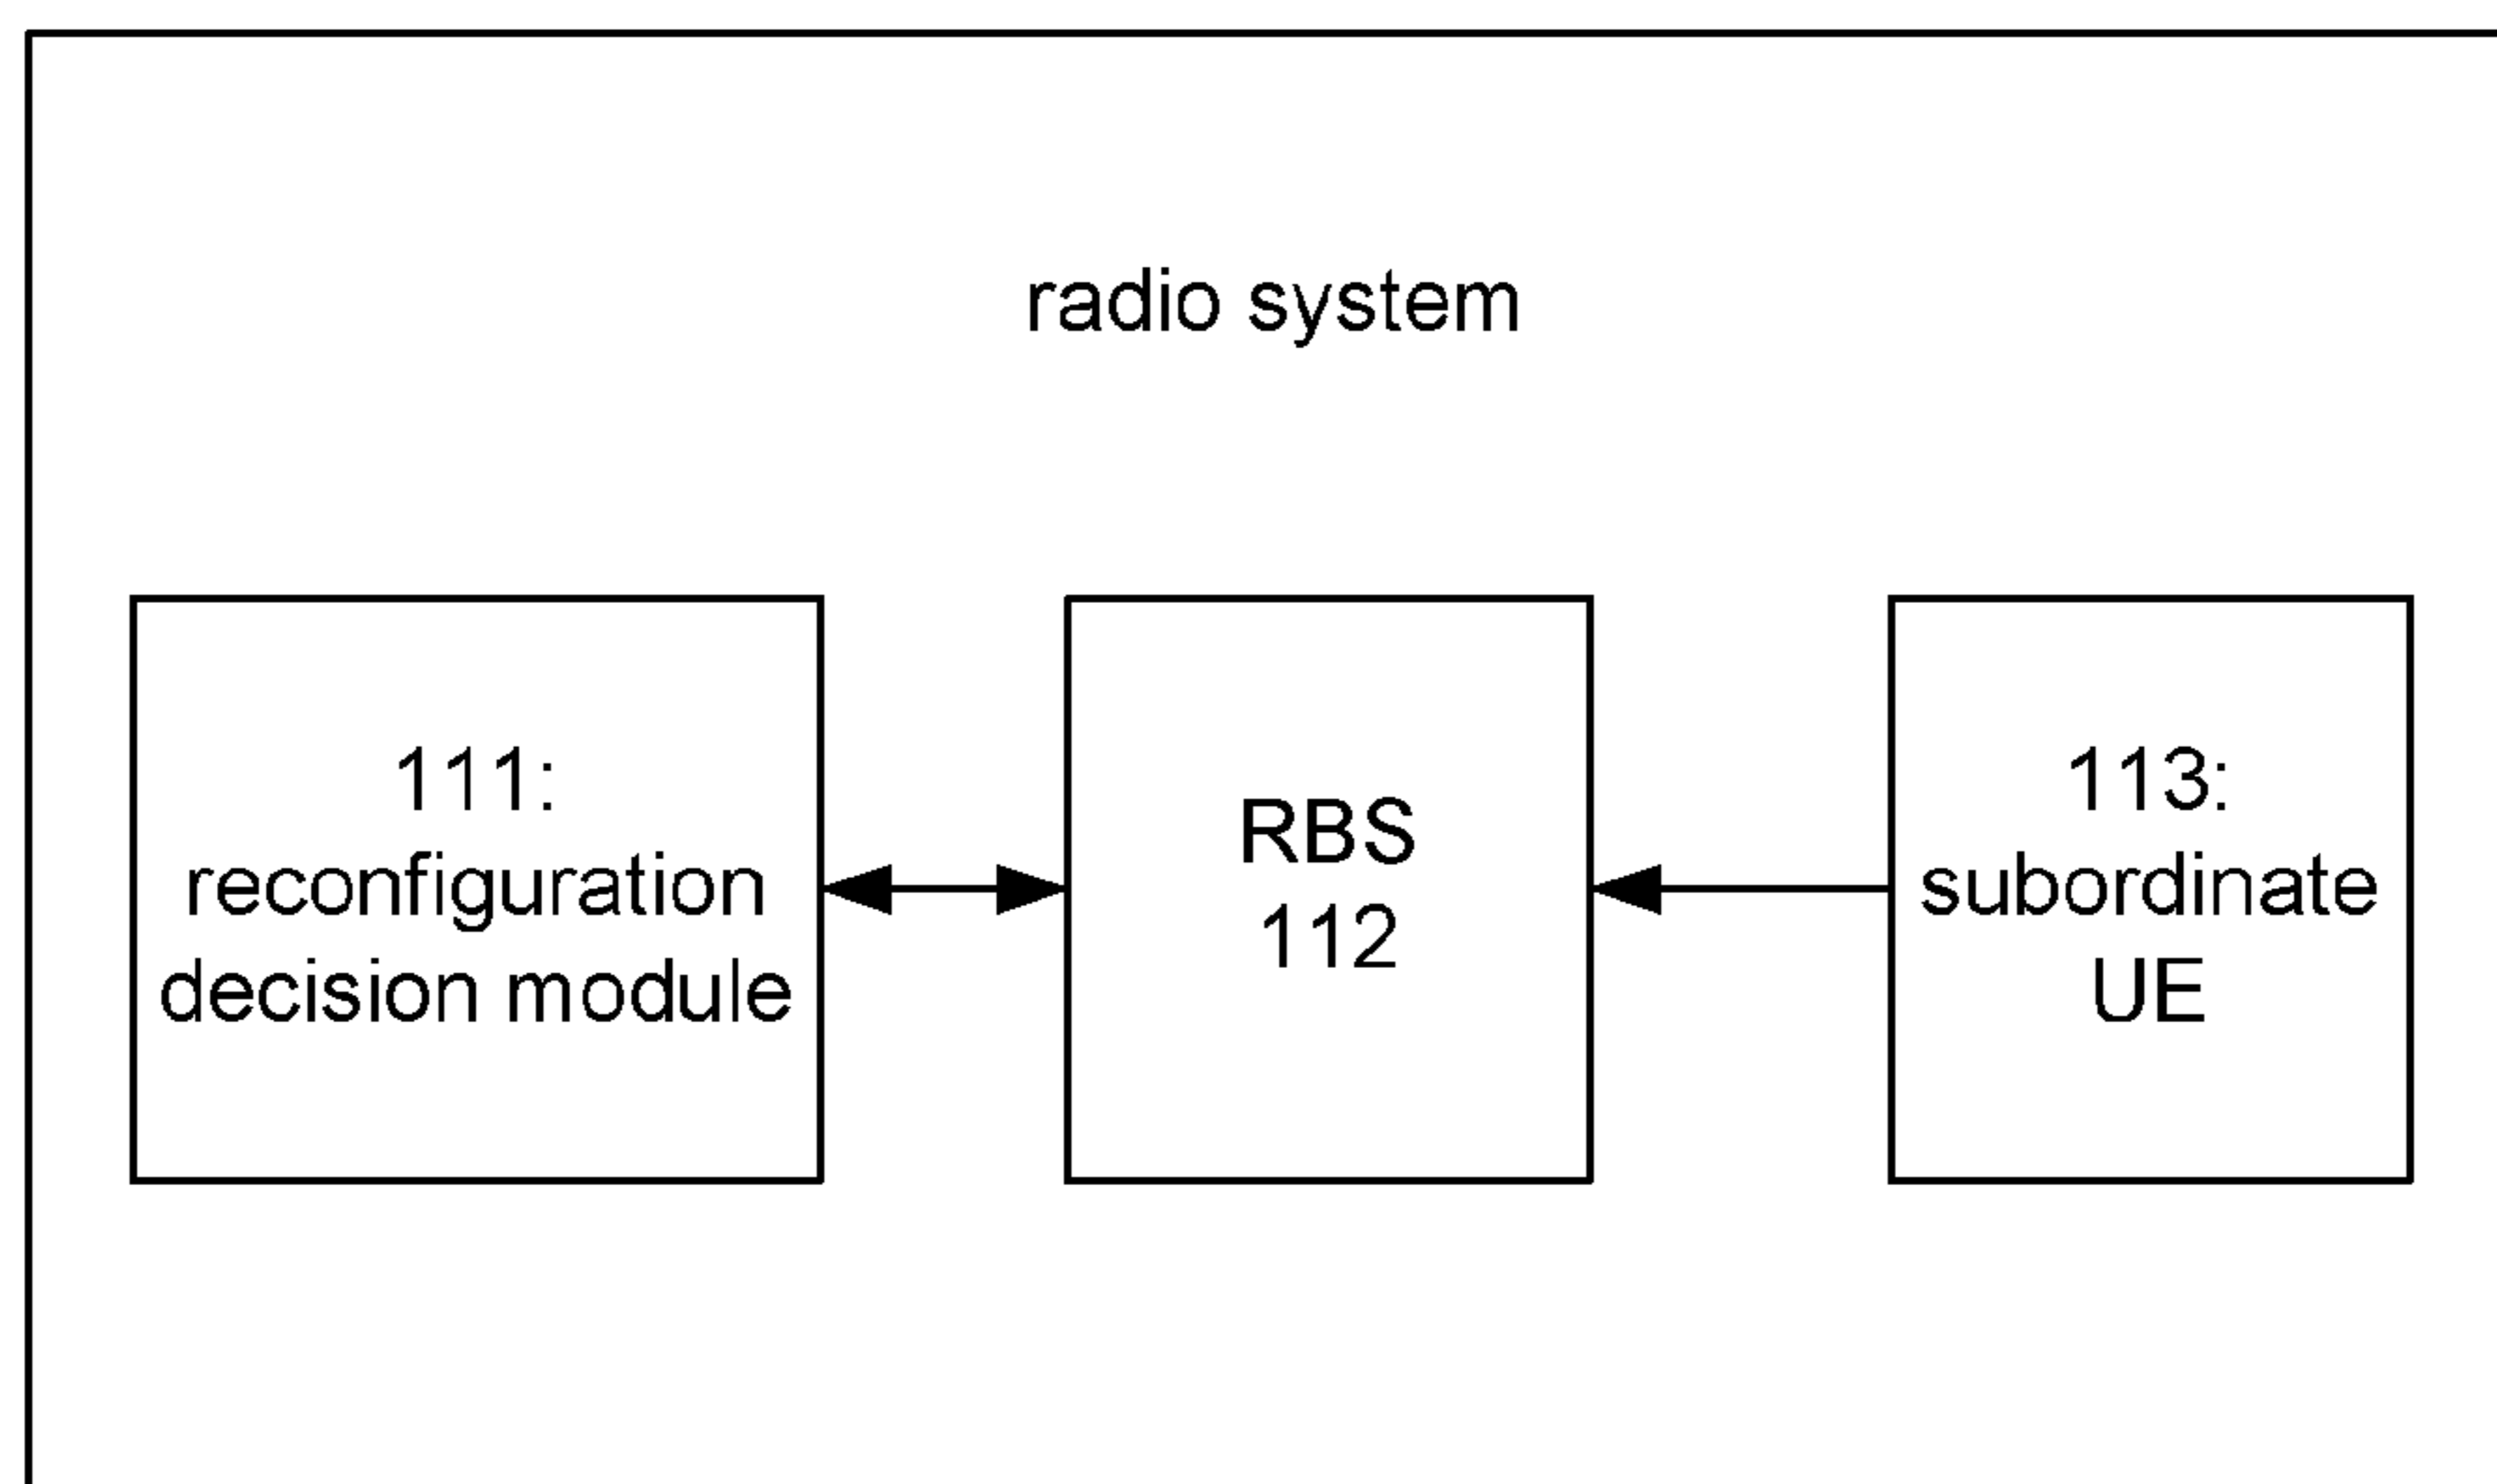 radio system
111:
reconfiguration
decision module
RBS
112
113:
subordinate
UE